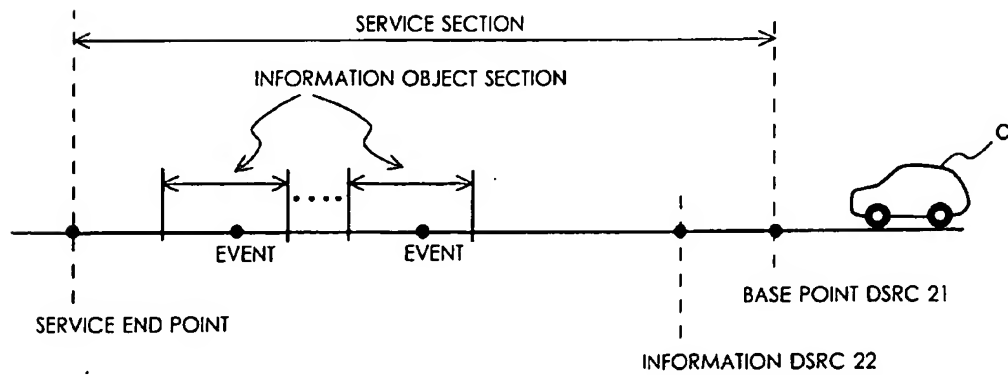 SERVICE SECTION
INFORMATION OBJECT SECTION
C
EVENT
EVENT
BASE POINT DSRC 21
SERVICE END POINT
INFORMATION DSRC 22